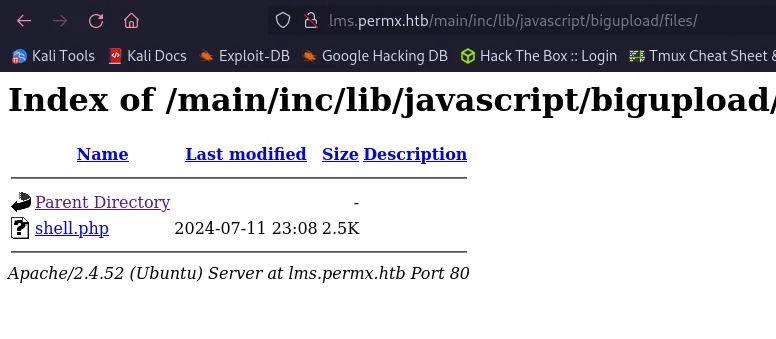 lms.permx.htb/main/inc/lib/javascript/bigupload/files/
Kali Tools Kali Docs Exploit-DB Google Hacking DB Hack The Box :: Login Tmux Cheat Sheet &
Index of /main/inc/lib/javascript/bigupload/
Name Last modified Size Description
Parent Directory -
shell.php 2024-07-11 23:08 2.5K
Apache/2.4.52 (Ubuntu) Server at lms.permx.htb Port 80